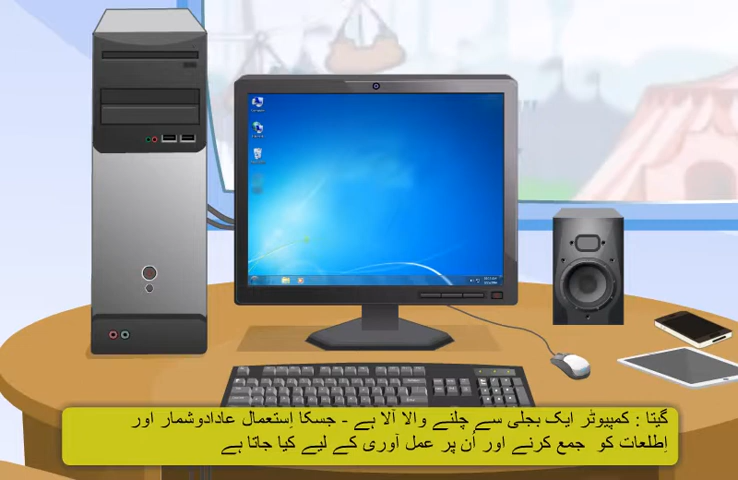 گیتا : کمپیوٹر ایک بجلی سے چلنے والا آلا ہے - جسکا اِستعمال عادادوشمار اور
اِطلعات کو جمع کرنے اور اُن پر عمل آوری کے لیے کیا جاتا ہے